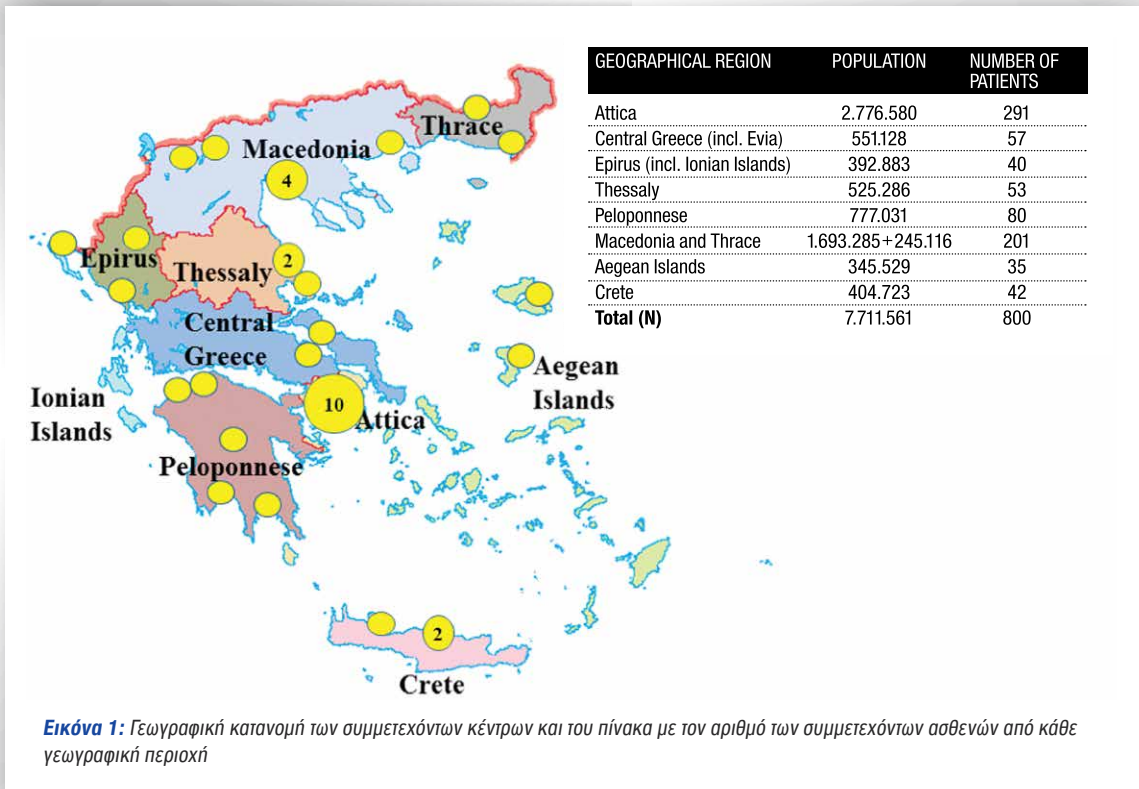 GEOGRAPHICAL REGION POPULATION NUMBER OF
PATIENTS
Attica 2.776.580 291
Central Greece (incl. Evia) 551.128 57
Epirus (incl. Ionian Islands) 392.883 40
Thessaly 525.286 53
Peloponnese 777.031 80
Macedonia and Thrace 1.693.285+245.116 201
Aegean Islands 345.529 35
Crete 404.723 42
Total (N) 7.711.561 800
Thrace
Macedonia
4
Epirus
Thessaly
2
Central
Greece
Aegean
Islands
Ionian
Islands
10
Attica
Peloponnese
2
Crete
Εικόνα 1: Γεωγραφική κατανομή των συμμετεχόντων κέντρων και του πίνακα με τον αριθμό των συμμετεχόντων ασθενών από κάθε
γεωγραφική περιοχή